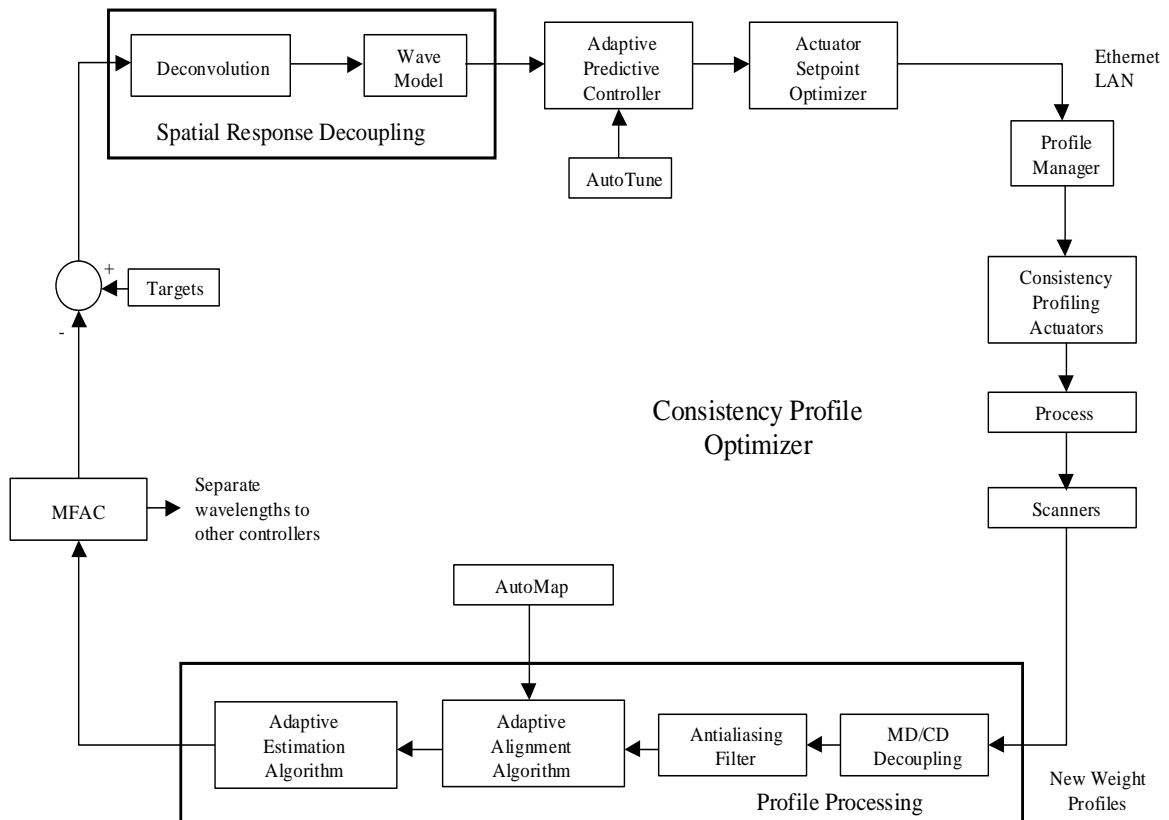 Deconvolution
Wave
Model
Spatial Response Decoupling
Adaptive
Predictive
Controller
AutoTune
Actuator
Setpoint
Optimizer
Ethernet
LAN
Profile
Manager
Consistency
Profiling
Actuators
Process
Scanners
+
Targets
-
Consistency Profile
Optimizer
MFAC
Separate
wavelengths to
other controllers
AutoMap
Adaptive
Estimation
Algorithm
Adaptive
Alignment
Algorithm
Antialiasing
Filter
MD/CD
Decoupling
Profile Processing
New Weight
Profiles